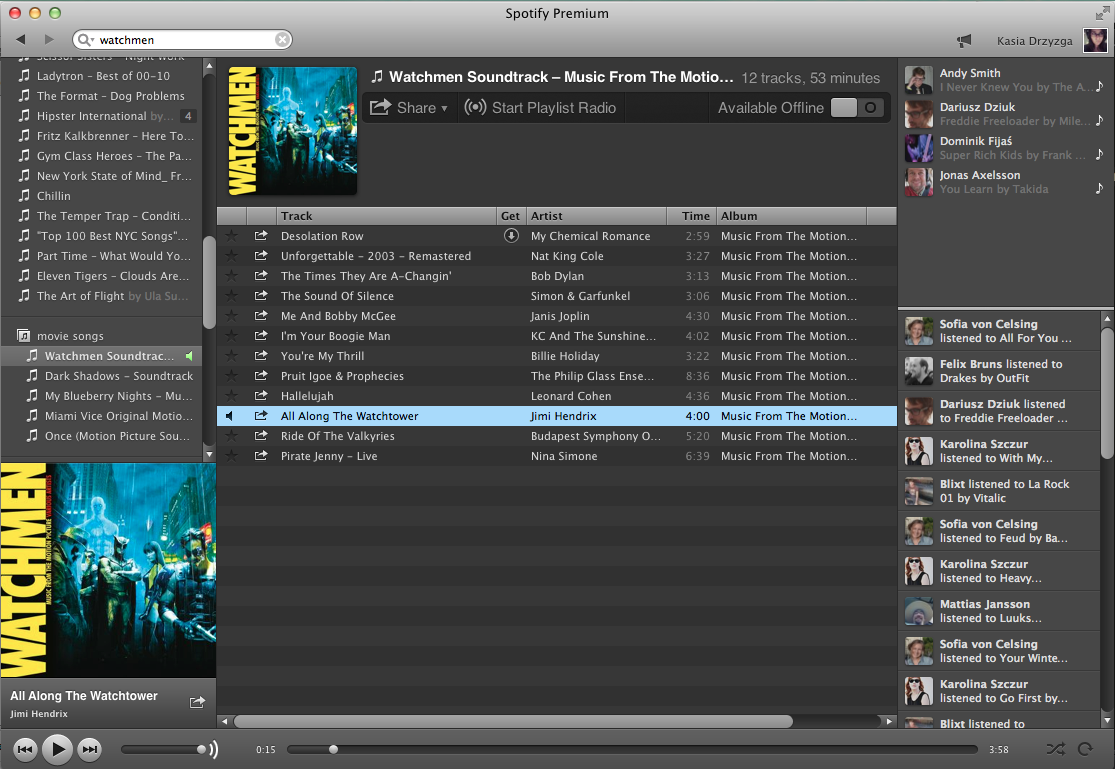 Spotify Premium
watchmen
Kasia Drzyzga
Scissor Sisters – Night Work
Ladytron – Best of 00–10
The Format – Dog Problems
Hipster International by... 4
Fritz Kalkbrenner – Here To...
Gym Class Heroes – The Pa...
New York State of Mind_ Fr...
Chillin
The Temper Trap – Conditi...
"Top 100 Best NYC Songs"...
Part Time – What Would Yo...
Eleven Tigers – Clouds Are...
The Art of Flight by Ula Su...
movie songs
Watchmen Soundtrac...
Dark Shadows – Soundtrack
My Blueberry Nights – Mu...
Miami Vice Original Motio...
Once (Motion Picture Sou...
WATCHMEN
MUSIC FROM THE MOTION PICTURE VARIOUS ARTISTS
All Along The Watchtower
Jimi Hendrix
WATCHMEN
Watchmen Soundtrack – Music From The Motio... 12 tracks, 53 minutes
Share Start Playlist Radio Available Offline
Track Get Artist Time Album
Desolation Row My Chemical Romance 2:59 Music From The Motion...
Unforgettable – 2003 – Remastered Nat King Cole 3:27 Music From The Motion...
The Times They Are A-Changin' Bob Dylan 3:13 Music From The Motion...
The Sound Of Silence Simon & Garfunkel 3:06 Music From The Motion...
Me And Bobby McGee Janis Joplin 4:30 Music From The Motion...
I'm Your Boogie Man KC And The Sunshine... 4:02 Music From The Motion...
You're My Thrill Billie Holiday 3:22 Music From The Motion...
Pruit Igoe & Prophecies The Philip Glass Ense... 8:36 Music From The Motion...
Hallelujah Leonard Cohen 4:36 Music From The Motion...
All Along The Watchtower Jimi Hendrix 4:00 Music From The Motion...
Ride Of The Valkyries Budapest Symphony O... 5:20 Music From The Motion...
Pirate Jenny – Live Nina Simone 6:39 Music From The Motion...
Andy Smith
I Never Knew You by The A...
Dariusz Dziuk
Freddie Freeloader by Mile...
Dominik Fijaś
Super Rich Kids by Frank ...
Jonas Axelsson
You Learn by Takida
Sofia von Celsing
listened to All For You ...
Felix Bruns listened to
Drakes by OutFit
Dariusz Dziuk listened
to Freddie Freeloader ...
Karolina Szczur
listened to With My...
Blixt listened to La Rock
01 by Vitalic
Sofia von Celsing
listened to Feud by Ba...
Karolina Szczur
listened to Heavy...
Mattias Jansson
listened to Luuks...
Sofia von Celsing
listened to Your Winte...
Karolina Szczur
listened to Go First by...
Blixt listened to
0:15 3:58